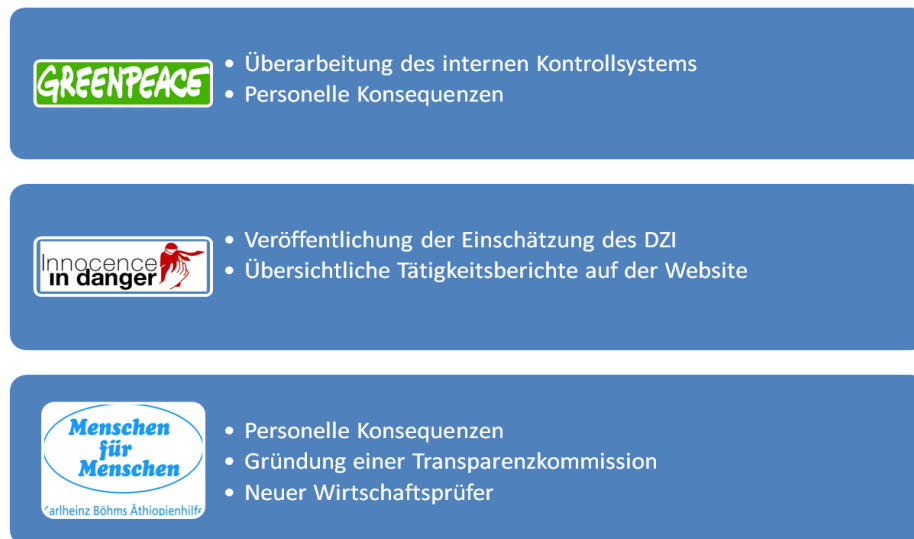 GREENPEACE
• Überarbeitung des internen Kontrollsystems
• Personelle Konsequenzen
Innocence
in danger
• Veröffentlichung der Einschätzung des DZI
• Übersichtliche Tätigkeitsberichte auf der Website
Menschen
für
Menschen
Karlheinz Böhms Äthiopienhilfe
• Personelle Konsequenzen
• Gründung einer Transparenzkommission
• Neuer Wirtschaftsprüfer